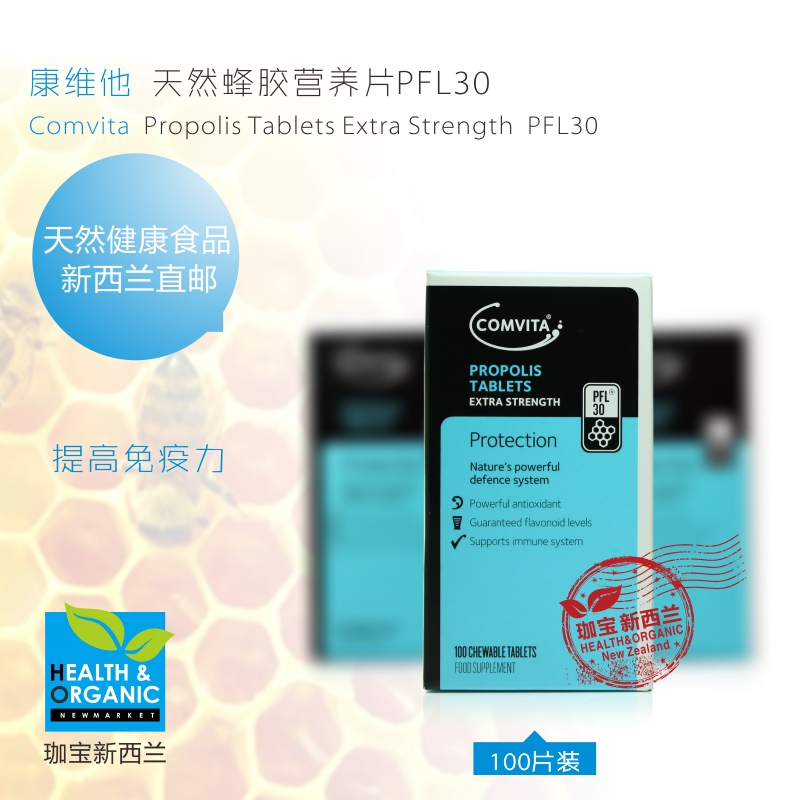 康维他 天然蜂胶营养片PFL30
Comvita Propolis Tablets Extra Strength PFL30
天然健康食品
新西兰直邮
COMVITA®
PROPOLIS
TABLETS
EXTRA STRENGTH
PFL®
30
Protection
Nature's powerful
defence system
Powerful antioxidant
Guaranteed flavonoid levels
Supports immune system
提高免疫力
100 CHEWABLE TABLETS
FOOD SUPPLEMENT
珈宝新西兰
HEALTH&ORGANIC
New Zealand
HEALTH &
ORGANIC
NEWMARKET
珈宝新西兰
100片装